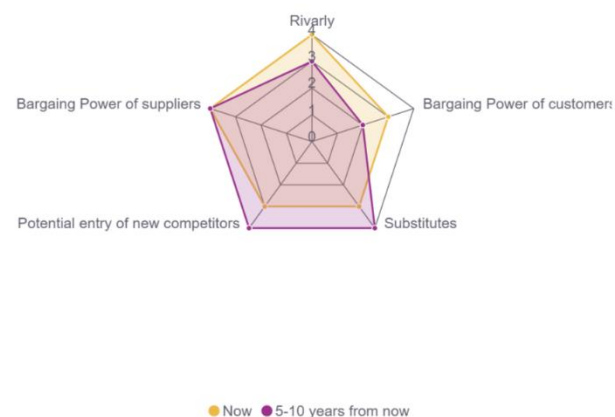 Rivarly
4
3
2
1
0
Bargaing Power of suppliers
Bargaing Power of customers
Potential entry of new competitors
Substitutes
Now
5-10 years from now